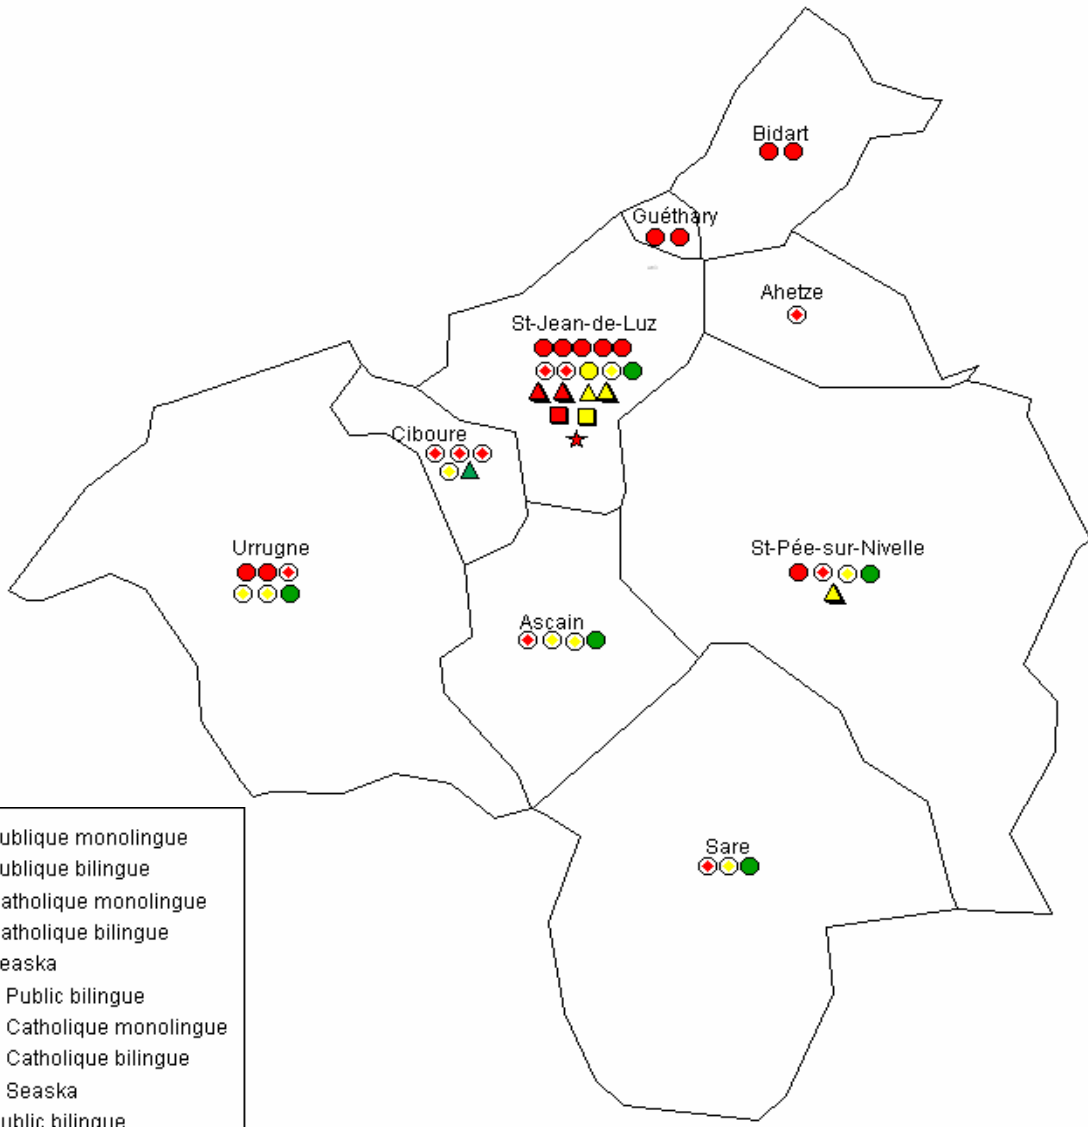 Bidart
Guéthary
Ahetze
St-Jean-de-Luz
Ciboure
Urrugne
St-Pée-sur-Nivelle
Ascain
Sare
ublique monolingue
ublique bilingue
atholique monolingue
atholique bilingue
easka
Public bilingue
Catholique monolingue
Catholique bilingue
Seaska
ublic bilingue